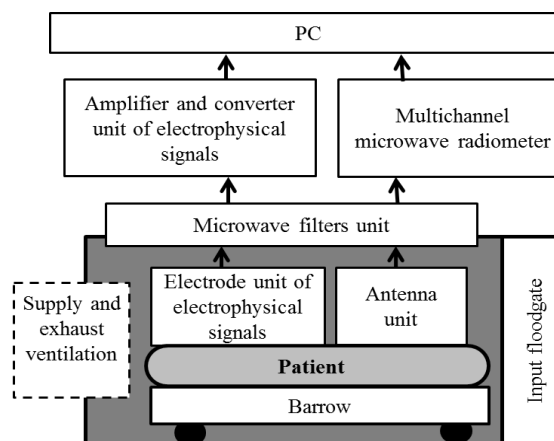 PC
Amplifier and converter
unit of electrophysical
signals
Multichannel
microwave radiometer
Microwave filters unit
Electrode unit of
electrophysical
signals
Antenna
unit
Supply and
exhaust
ventilation
Input floodgate
Patient
Barrow